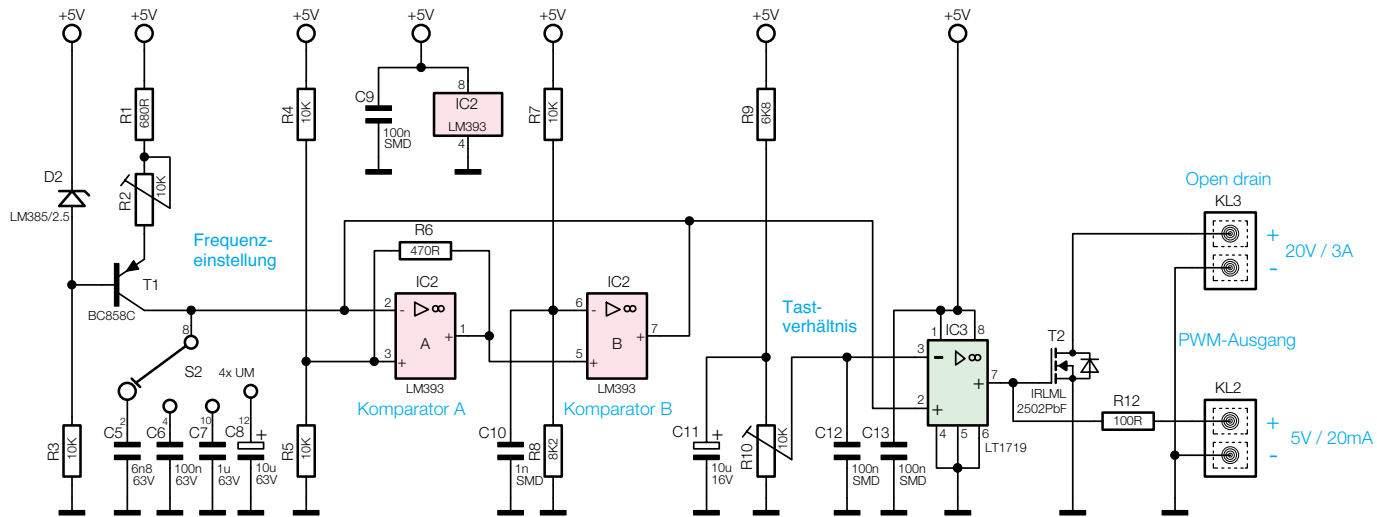 +5V
+5V
+5V
+5V
+5V
+5V
+5V
R1
680R
R4
10K
C9
100n
SMD
8
IC2
LM393
4
R7
10K
R9
6K8
D2
LM385/2.5
R2
10K
Open drain
KL3
+
20V / 3A
-
Frequenz-
einstellung
R6
470R
T1
BC858C
IC2
2
-
▷∞
A
1
+
3
+
LM393
Komparator A
IC2
6
-
▷∞
B
7
+
5
+
LM393
Komparator B
Tast-
verhältnis
1
8
IC3
3
-
▷∞
7
+
2
+
4
5
6
LT1719
T2
IRLML
2502PbF
PWM-Ausgang
KL2
+
5V / 20mA
-
R12
100R
8
S2
4x UM
2
4
10
12
R3
10K
C5
6n8
63V
C6
100n
63V
C7
1u
63V
C8
+
10u
63V
R5
10K
C10
1n
SMD
R8
8K2
C11
+
10u
16V
R10
10K
C12
100n
SMD
C13
100n
SMD